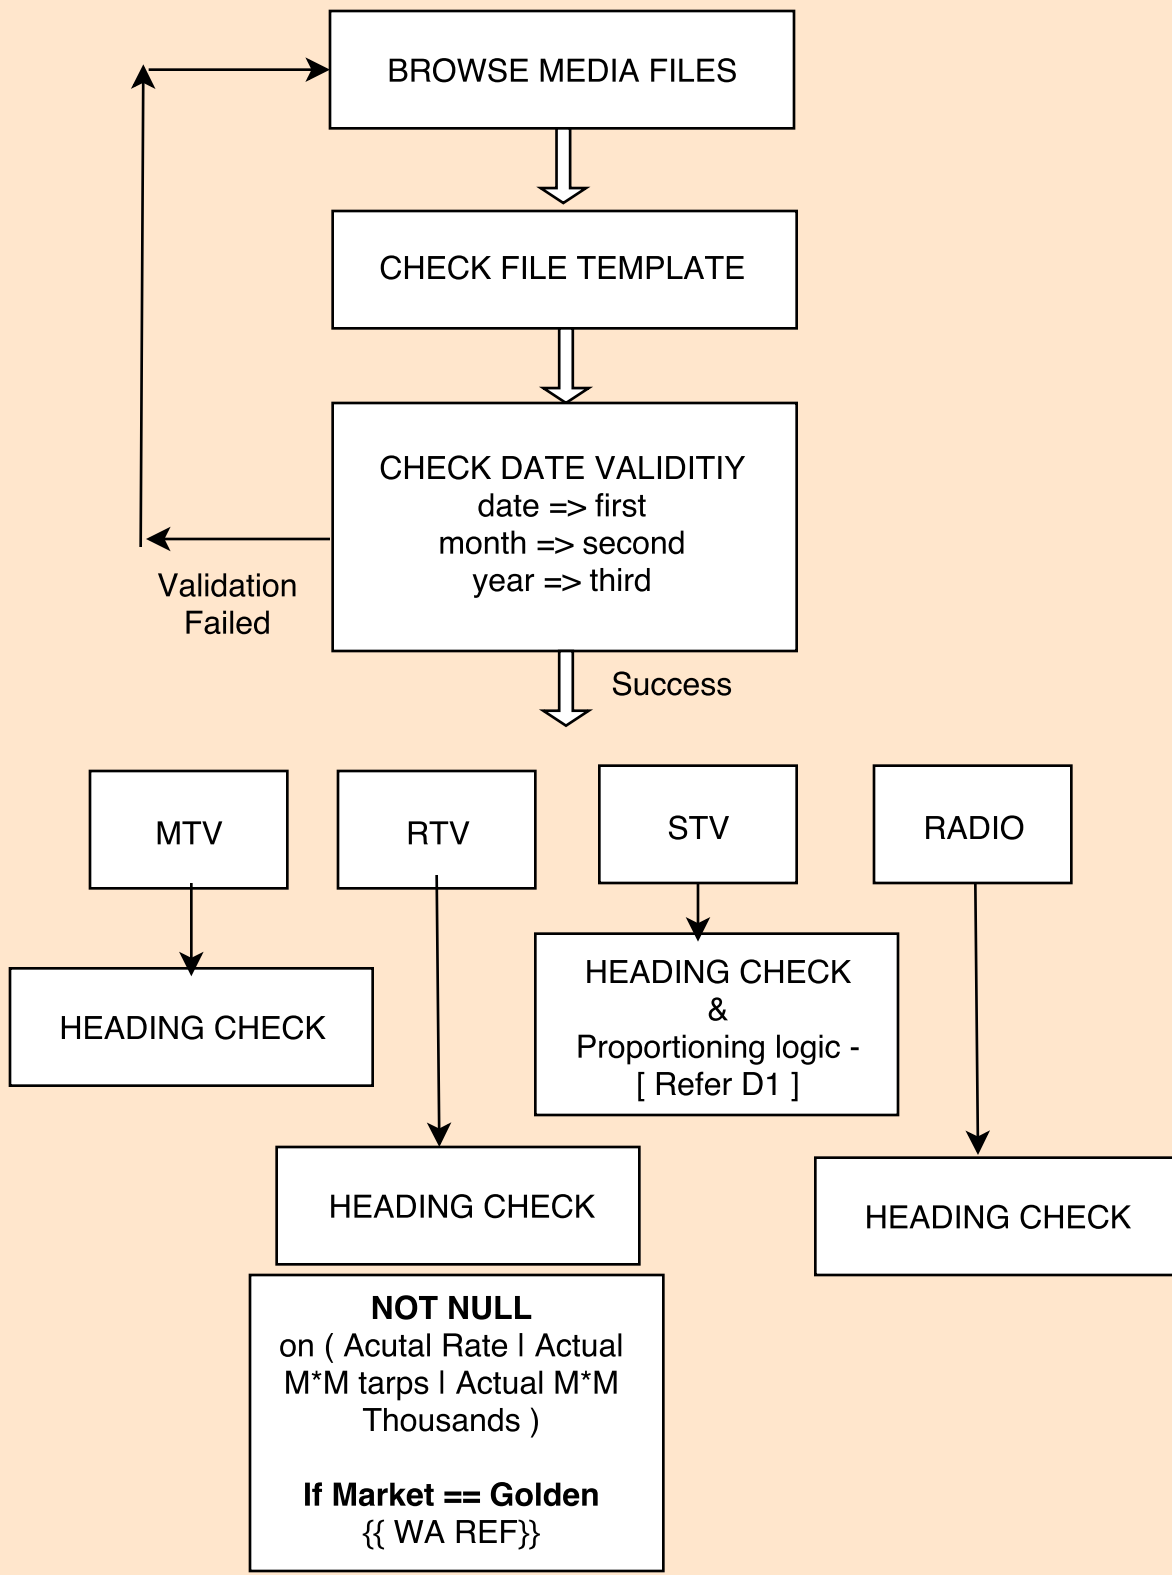 BROWSE MEDIA FILES
CHECK FILE TEMPLATE
CHECK DATE VALIDITIY
date => first
month => second
year => third
Validation
Failed
Success
MTV
RTV
STV
RADIO
HEADING CHECK
HEADING CHECK
&
Proportioning logic -
[ Refer D1 ]
HEADING CHECK
HEADING CHECK
NOT NULL
on ( Acutal Rate | Actual
M*M tarps | Actual M*M
Thousands )
If Market == Golden
{{ WA REF}}